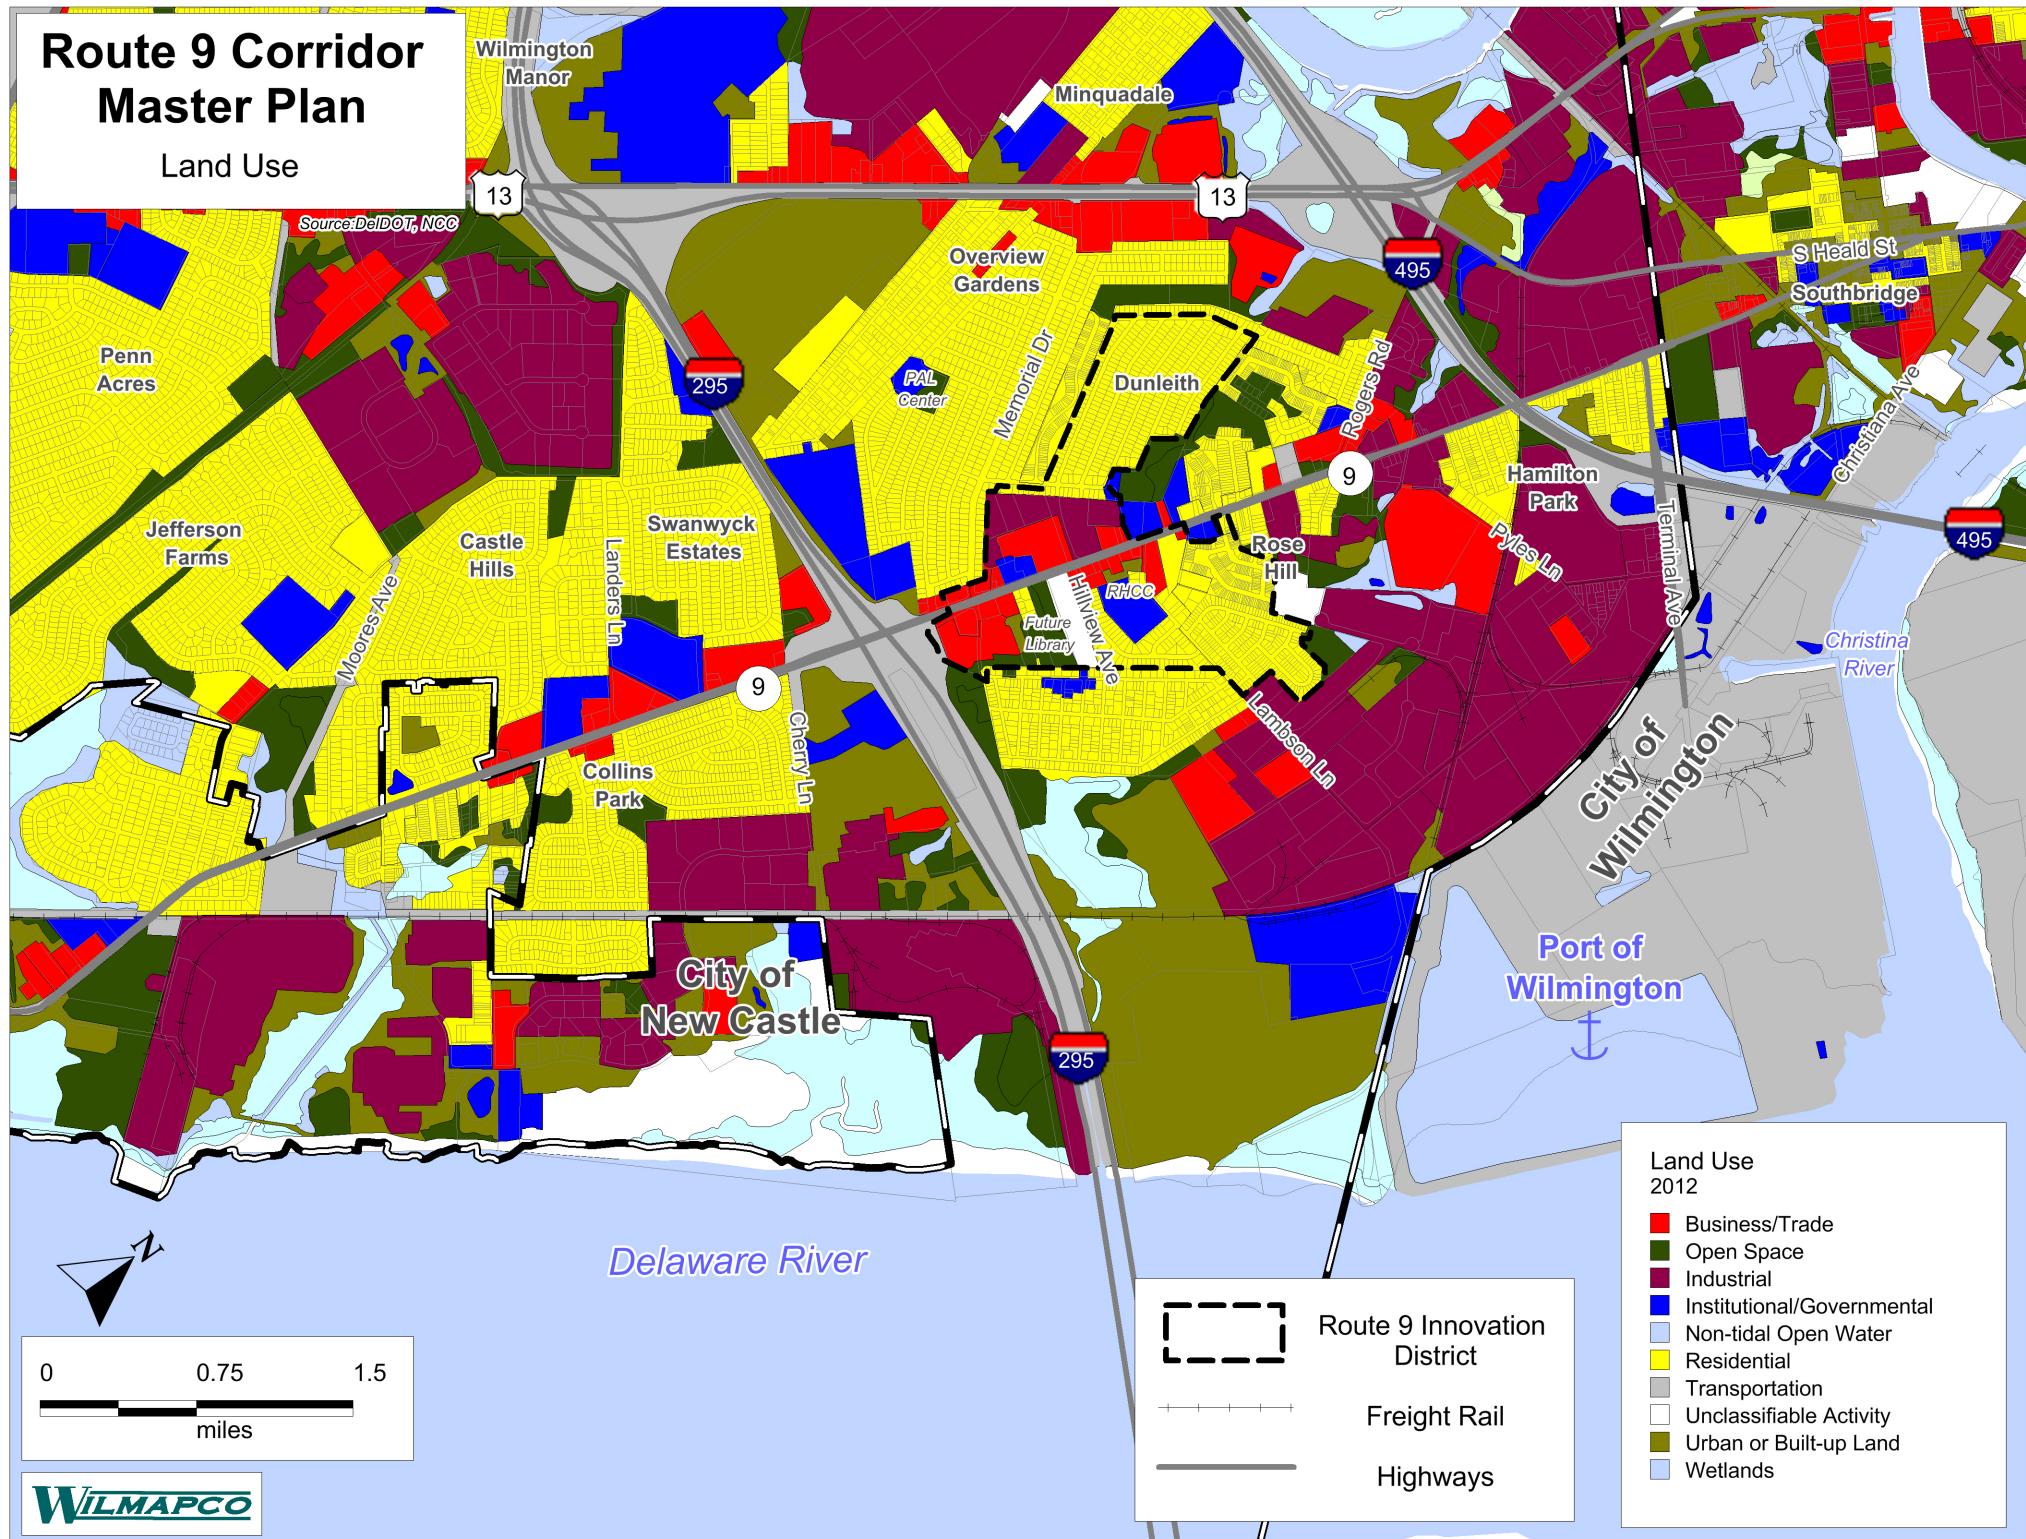 Route 9 Corridor
Master Plan
Land Use
Source:DelDOT, NCC
Wilmington
Manor
13
Minquadale
13
495
S Heald St
Southbridge
Overview
Gardens
Penn
Acres
295
PAL
Center
Memorial Dr
Dunleith
Rogers Rd
Christiana Ave
9
Hamilton
Park
Jefferson
Farms
Castle
Hills
Landers Ln
Swanwyck
Estates
Rose
Hill
Pyles Ln
Terminal Ave
495
Moores Ave
RHCC
Hillview Ave
Future
Library
Christina
River
9
Cherry Ln
Lambson Ln
Collins
Park
City of
Wilmington
City of
New Castle
Port of
Wilmington
295
Delaware River
N
0 0.75 1.5
miles
WILMAPCO
Route 9 Innovation
District
Freight Rail
Highways
Land Use
2012
Business/Trade
Open Space
Industrial
Institutional/Governmental
Non-tidal Open Water
Residential
Transportation
Unclassifiable Activity
Urban or Built-up Land
Wetlands